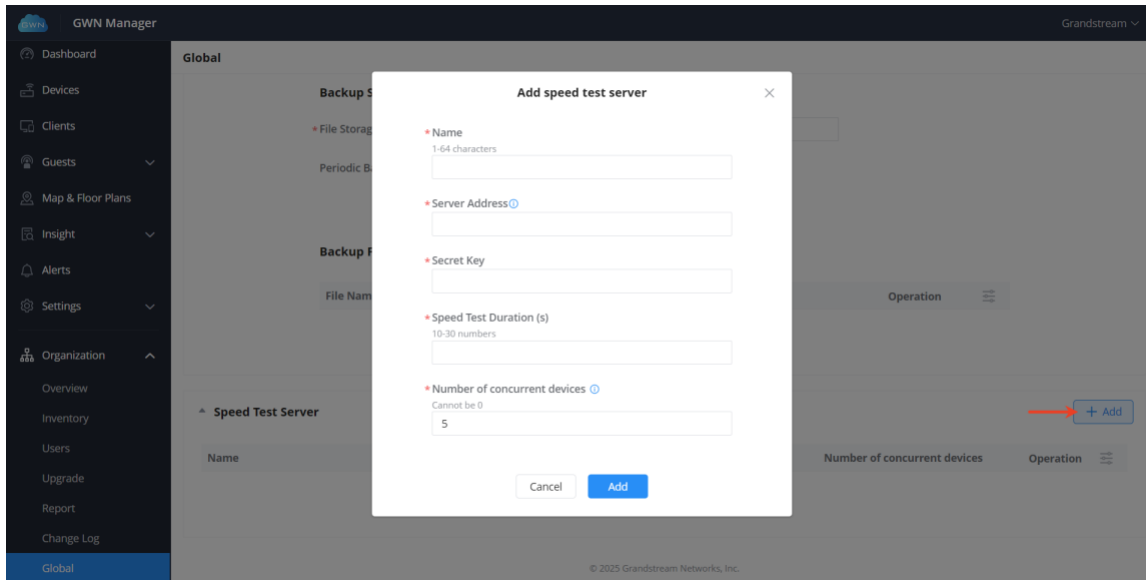 GWN GWN Manager
Grandstream
Dashboard
Devices
Clients
Guests
Map & Floor Plans
Insight
Alerts
Settings
Organization
Overview
Inventory
Users
Upgrade
Report
Change Log
Global
Global
Backup S
* File Storag
Periodic Ba
Backup F
File Nam
Operation
Speed Test Server
+ Add
Name
Number of concurrent devices
Operation
Add speed test server
* Name
1-64 characters
* Server Address
* Secret Key
* Speed Test Duration (s)
10-30 numbers
* Number of concurrent devices
Cannot be 0
5
Cancel
Add
© 2025 Grandstream Networks, Inc.